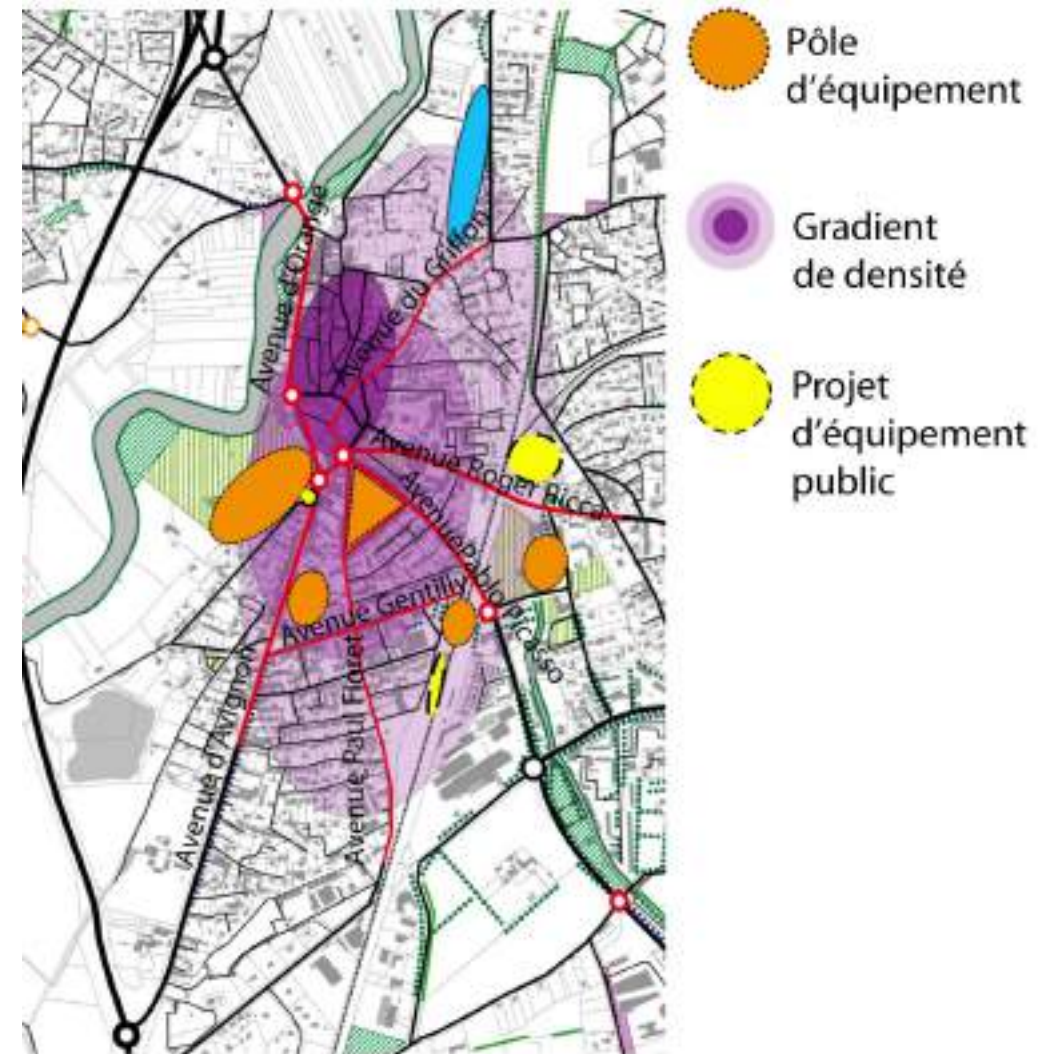 Pôle
d'équipement
Gradient
de densité
Projet
d'équipement
public
Avenue d'Orange
Avenue du Griffon
Avenue Roger Ricca
Avenue Pablo Picasso
Avenue Gentilly
Avenue Paul Floret
Avenue d'Avignon